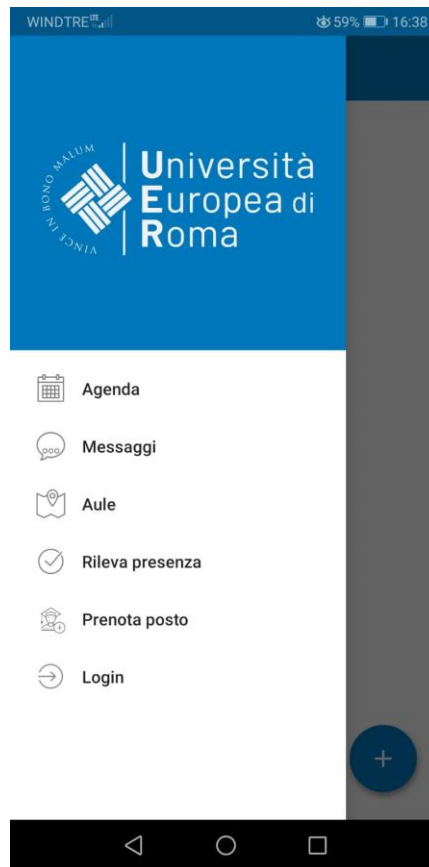 WINDTRE
59% 16:38
VINCE IN BONO MALUM
Università
Europea di
Roma
Agenda
Messaggi
Aule
Rileva presenza
Prenota posto
Login